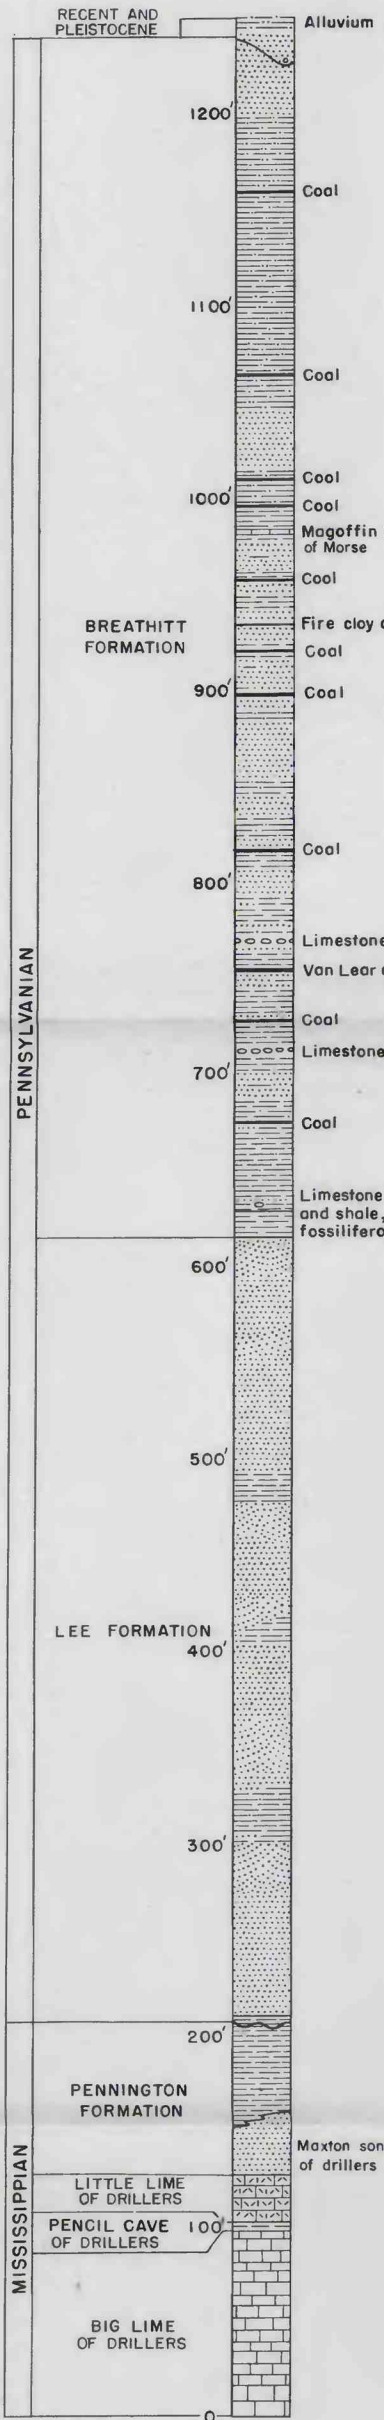 RECENT AND
PLEISTOCENE
Alluvium
1200'
Coal
1100'
Coal
Coal
1000'
Coal
Magoffin
of Morse
Coal
BREATHITT
FORMATION
Fire clay
Coal
900'
Coal
Coal
800'
Limestone
Van Lear
PENNSYLVANIAN
Coal
Limestone
700'
Coal
Limestone
and shale,
fossilifero
600'
500'
LEE FORMATION
400'
300'
200'
PENNINGTON
FORMATION
Maxton san
of drillers
LITTLE LIME
OF DRILLERS
PENCIL CAVE
OF DRILLERS
100'
MISSISSIPPIAN
BIG LIME
OF DRILLERS
0